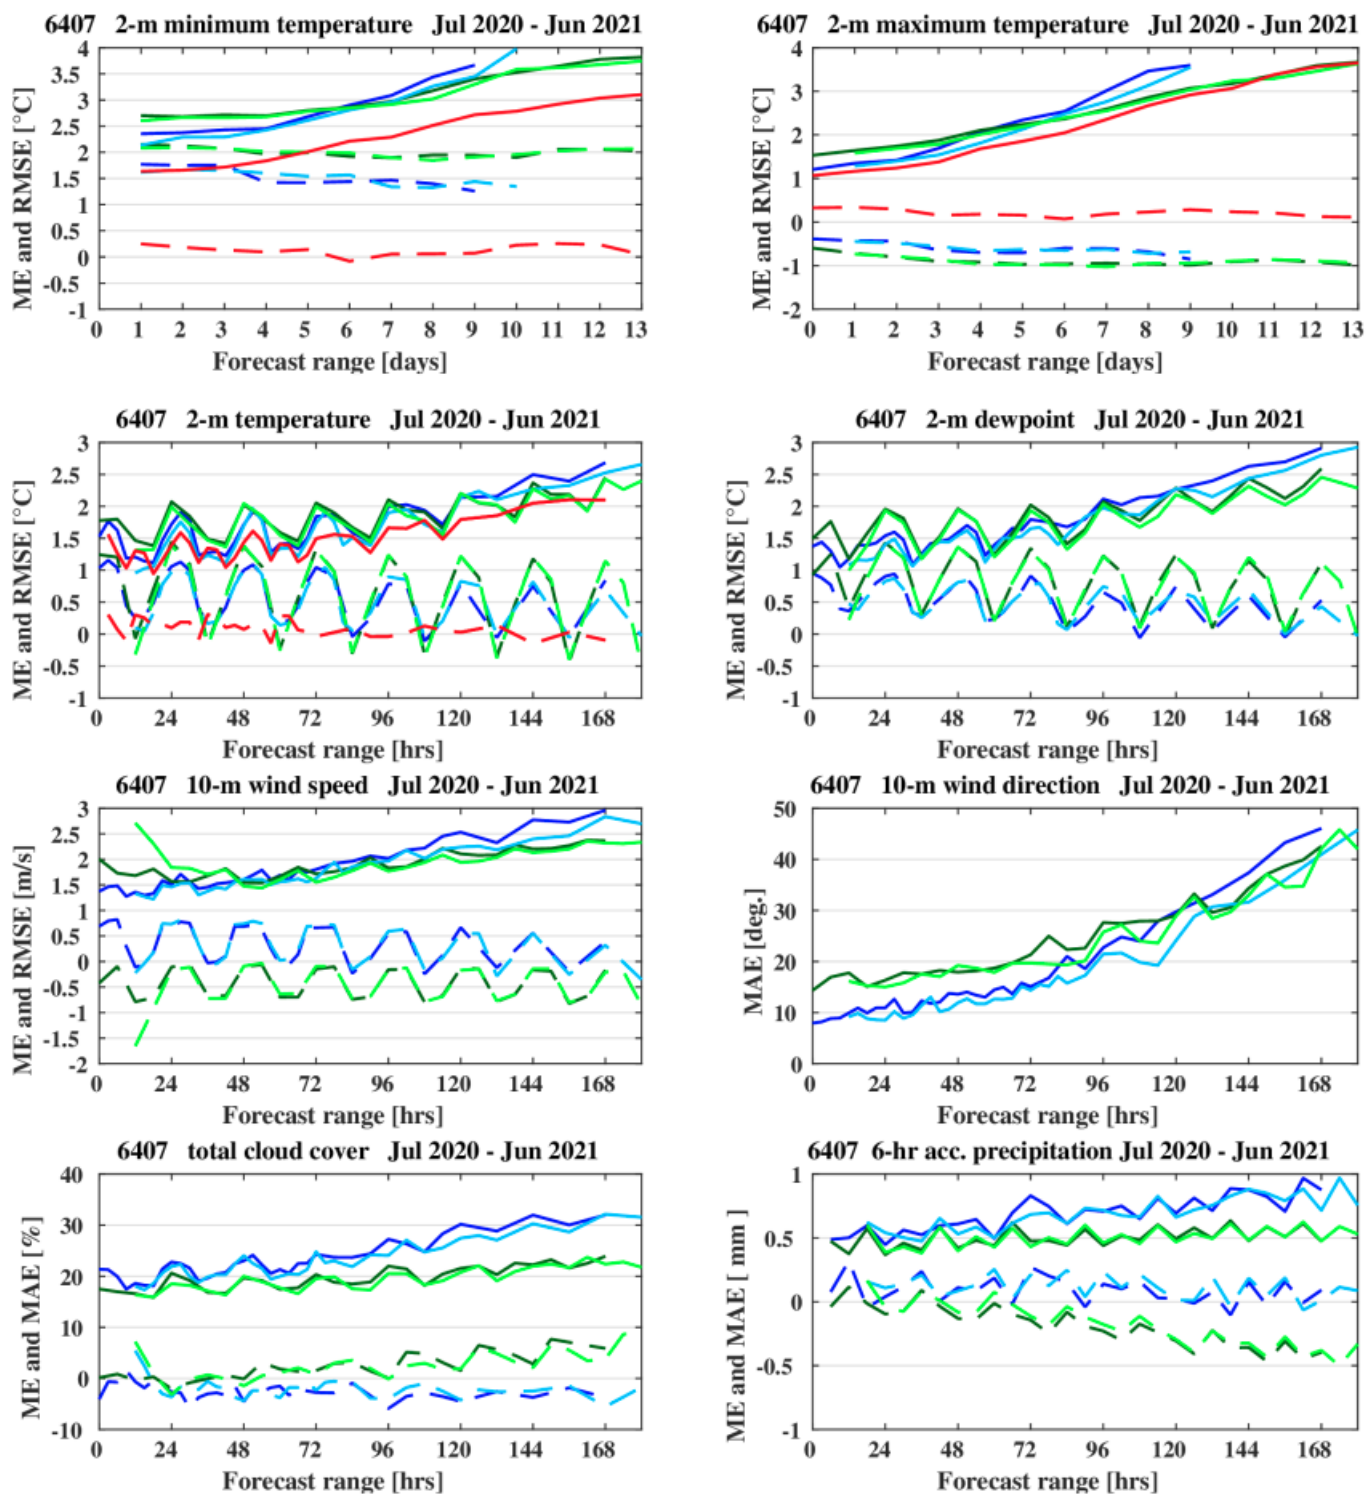 6407 2-m minimum temperature Jul 2020 - Jun 2021
ME and RMSE [°C]
4
3.5
3
2.5
2
1.5
1
0.5
0
-0.5
-1
0 1 2 3 4 5 6 7 8 9 10 11 12 13
Forecast range [days]
6407 2-m maximum temperature Jul 2020 - Jun 2021
ME and RMSE [°C]
4
3
2
1
0
-1
-2
0 1 2 3 4 5 6 7 8 9 10 11 12 13
Forecast range [days]
6407 2-m temperature Jul 2020 - Jun 2021
ME and RMSE [°C]
3
2.5
2
1.5
1
0.5
0
-0.5
-1
0 24 48 72 96 120 144 168
Forecast range [hrs]
6407 2-m dewpoint Jul 2020 - Jun 2021
ME and RMSE [°C]
3
2.5
2
1.5
1
0.5
0
-0.5
-1
0 24 48 72 96 120 144 168
Forecast range [hrs]
6407 10-m wind speed Jul 2020 - Jun 2021
ME and RMSE [m/s]
3
2.5
2
1.5
1
0.5
0
-0.5
-1
-1.5
-2
0 24 48 72 96 120 144 168
Forecast range [hrs]
6407 10-m wind direction Jul 2020 - Jun 2021
MAE [deg.]
50
40
30
20
10
0
0 24 48 72 96 120 144 168
Forecast range [hrs]
6407 total cloud cover Jul 2020 - Jun 2021
ME and MAE [%]
40
30
20
10
0
-10
0 24 48 72 96 120 144 168
Forecast range [hrs]
6407 6-hr acc. precipitation Jul 2020 - Jun 2021
ME and MAE [ mm ]
1
0.5
0
-0.5
-1
0 24 48 72 96 120 144 168
Forecast range [hrs]